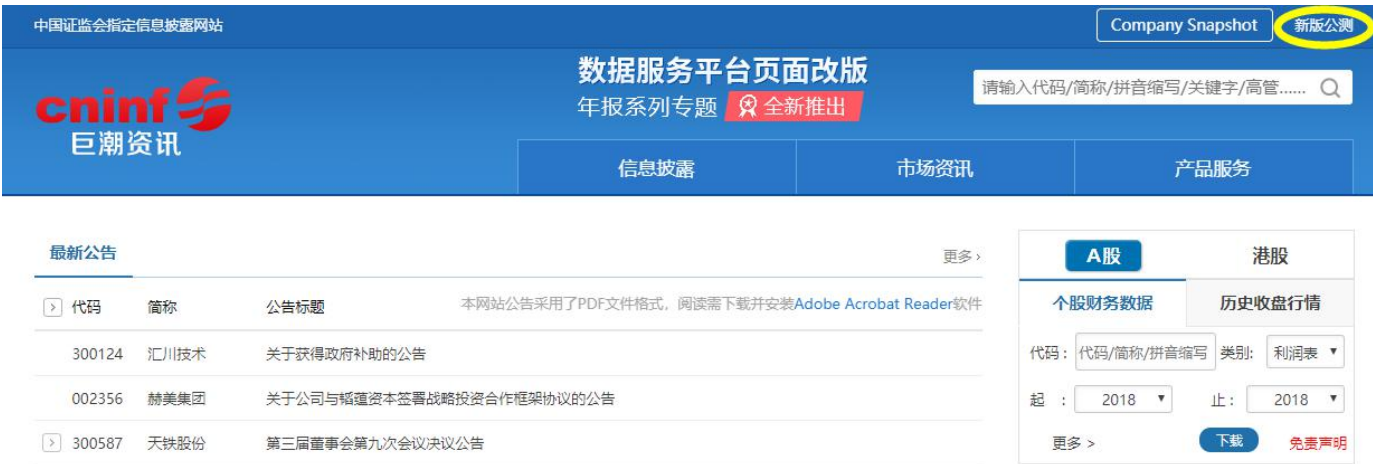 中国证监会指定信息披露网站
Company Snapshot
新版公测
cninf
巨潮资讯
数据服务平台页面改版
年报系列专题 全新推出
请输入代码/简称/拼音缩写/关键字/高管......
信息披露 市场资讯 产品服务
最新公告 更多 ›
代码 简称 公告标题 本网站公告采用了PDF文件格式,阅读需下载并安装Adobe Acrobat Reader软件
300124 汇川技术 关于获得政府补助的公告
002356 赫美集团 关于公司与韬蕴资本签署战略投资合作框架协议的公告
300587 天铁股份 第三届董事会第九次会议决议公告
A股 港股
个股财务数据 历史收盘行情
代码: 代码/简称/拼音缩写 类别: 利润表
起 : 2018 止: 2018
更多 > 下载 免责声明